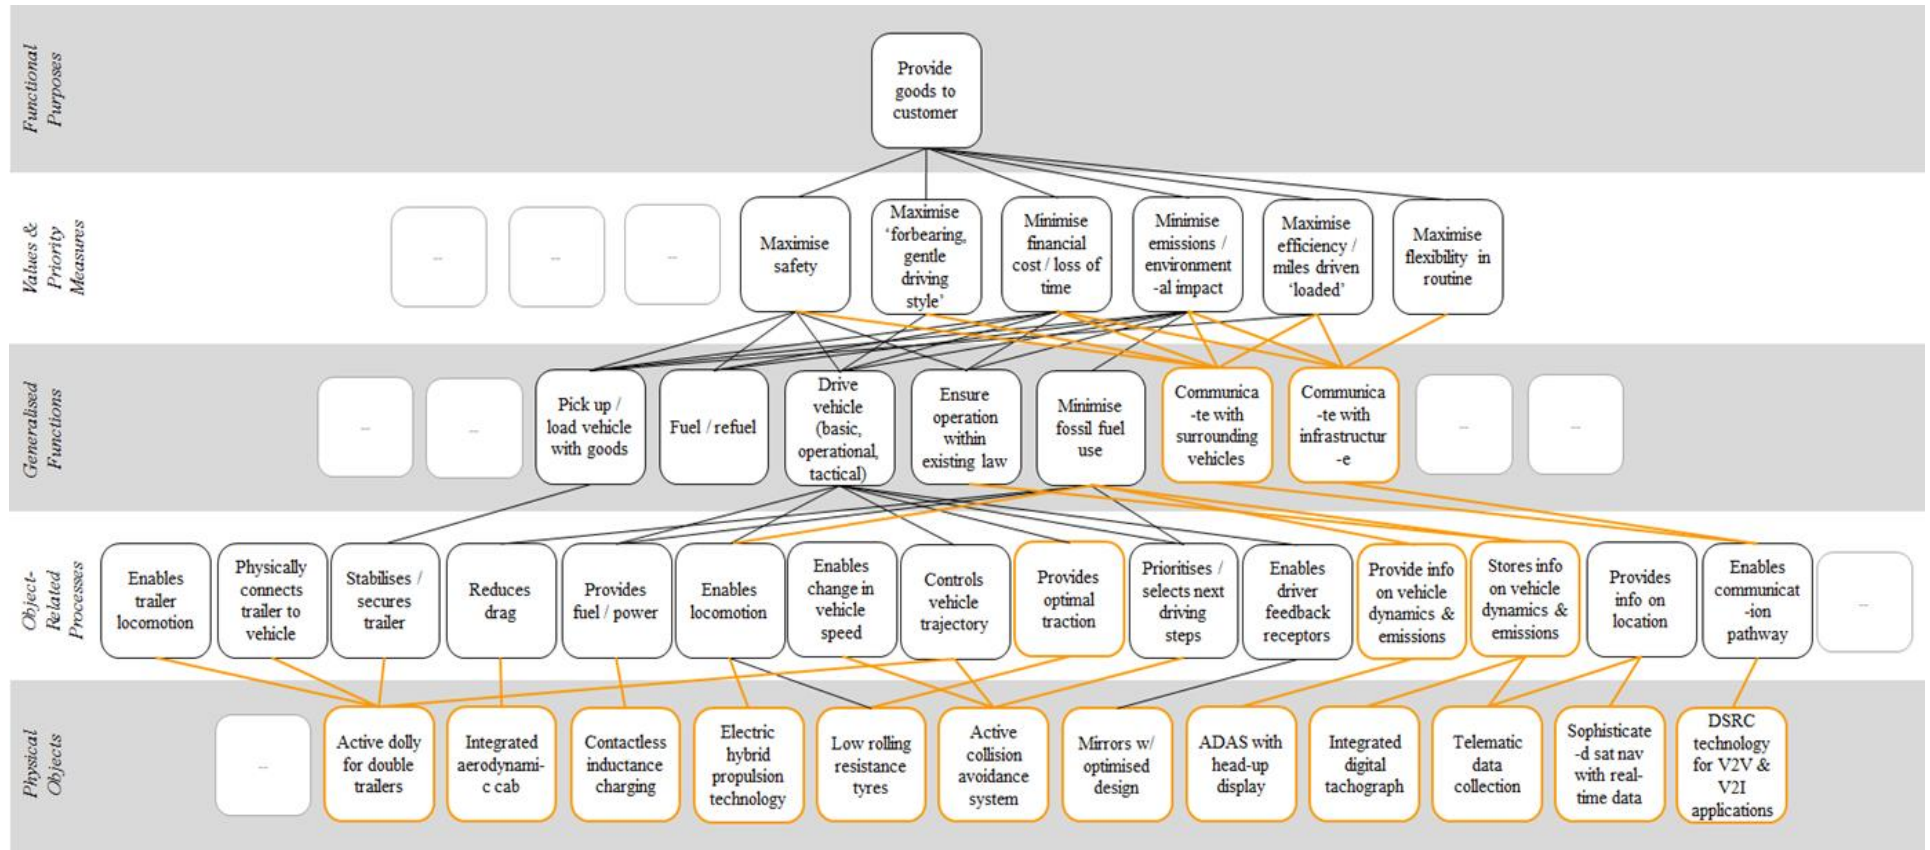 Functional
Purposes
Provide
goods to
customer
Values &
Priority
Measures
--
--
--
Maximise
safety
Maximise
‘forbearing,
gentle
driving
style’
Minimise
financial
cost / loss of
time
Minimise
emissions /
environment
-al impact
Maximise
efficiency /
miles driven
‘loaded’
Maximise
flexibility in
routine
Generalised
Functions
--
--
Pick up /
load vehicle
with goods
Fuel / refuel
Drive
vehicle
(basic,
operational,
tactical)
Ensure
operation
within
existing law
Minimise
fossil fuel
use
Communica
-te with
surrounding
vehicles
Communica
-te with
infrastructur
-e
--
--
Object-
Related
Processes
Enables
trailer
locomotion
Physically
connects
trailer to
vehicle
Stabilises /
secures
trailer
Reduces
drag
Provides
fuel / power
Enables
locomotion
Enables
change in
vehicle
speed
Controls
vehicle
trajectory
Provides
optimal
traction
Prioritises /
selects next
driving
steps
Enables
driver
feedback
receptors
Provide info
on vehicle
dynamics &
emissions
Stores info
on vehicle
dynamics &
emissions
Provides
info on
location
Enables
communicat
-ion
pathway
--
Physical
Objects
--
Active dolly
for double
trailers
Integrated
aerodynami-
c cab
Contactless
inductance
charging
Electric
hybrid
propulsion
technology
Low rolling
resistance
tyres
Active
collision
avoidance
system
Mirrors w/
optimised
design
ADAS with
head-up
display
Integrated
digital
tachograph
Telematic
data
collection
Sophisticate
-d sat nav
with real-
time data
DSRC
technology
for V2V &
V2I
applications